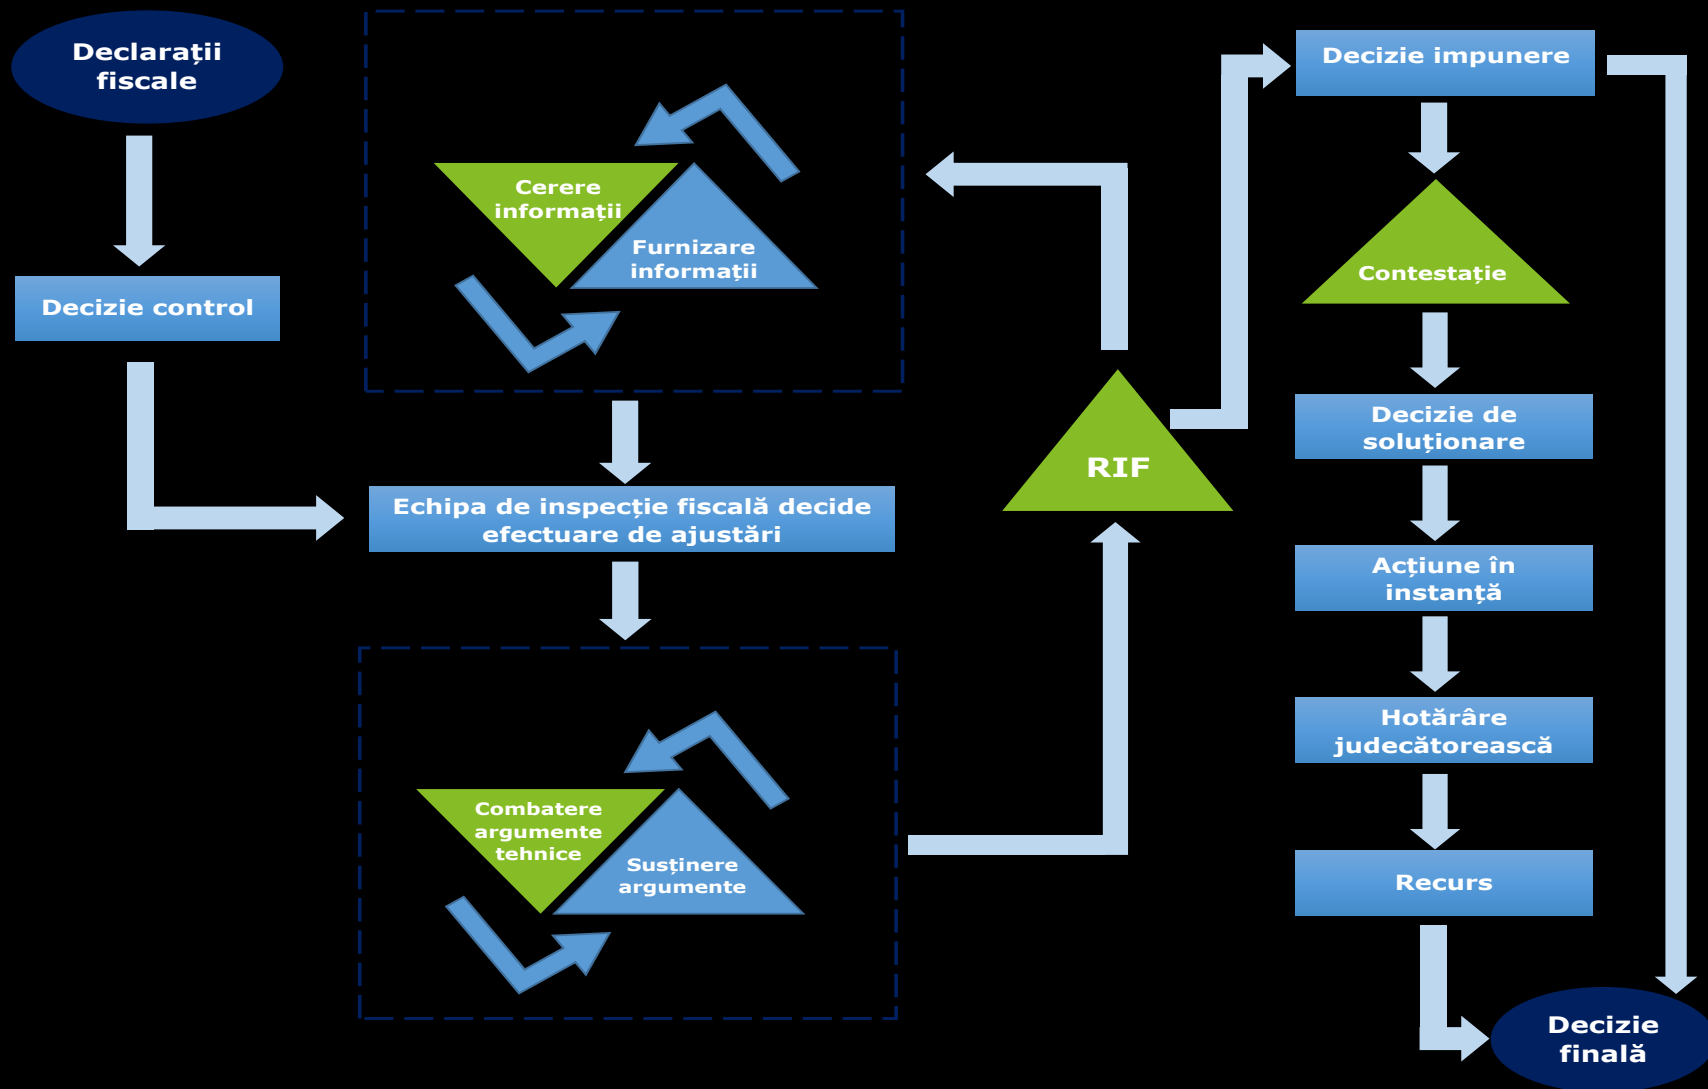 Declarații
fiscale
Decizie control
Cerere
informații
Furnizare
informații
Echipa de inspecție fiscală decide
efectuare de ajustări
Combatere
argumente
tehnice
Susținere
argumente
RIF
Decizie impunere
Contestație
Decizie de
soluționare
Acțiune în
instanță
Hotărâre
judecătorească
Recurs
Decizie
finală